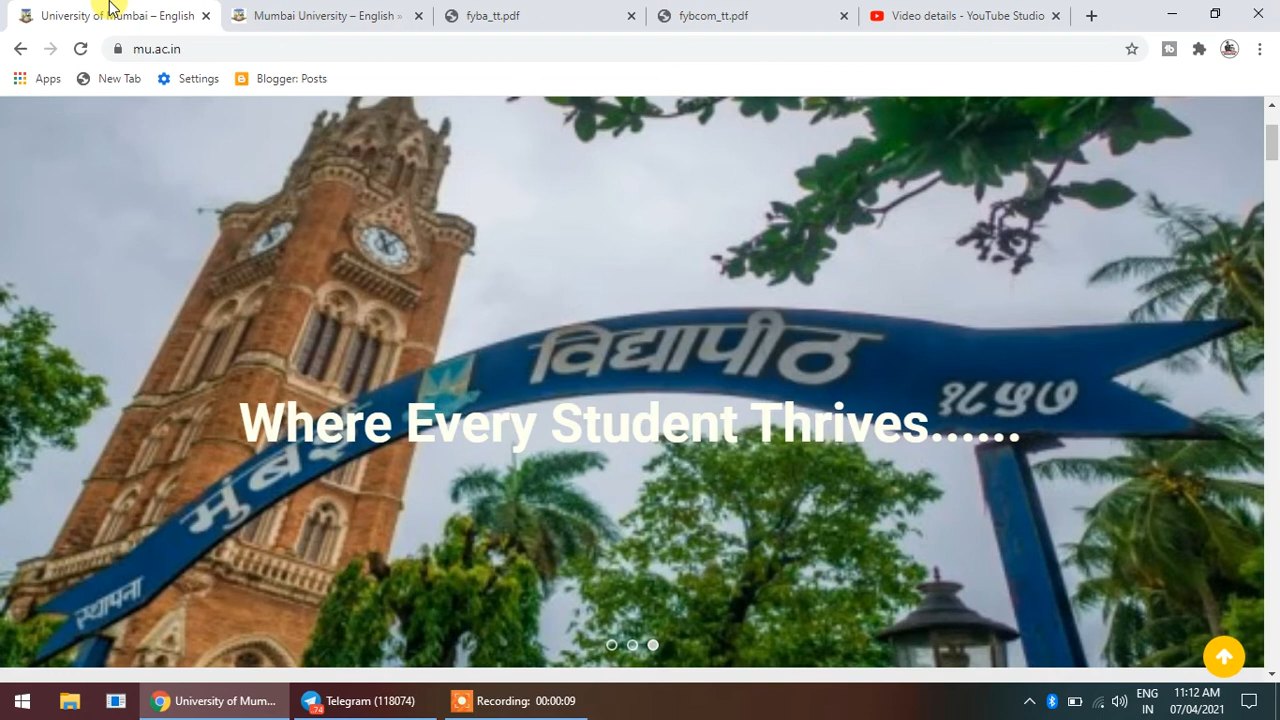 University of Mumbai – English
Mumbai University – English »
fyba_tt.pdf
fybcom_tt.pdf
Video details - YouTube Studio
mu.ac.in
Apps
New Tab
Settings
Blogger: Posts
विद्यापीठ
१८५७
Where Every Student Thrives......
मुंबई
स्थापना
University of Mum...
74
Telegram (118074)
Recording: 00:00:09
ENG
IN
11:12 AM
07/04/2021